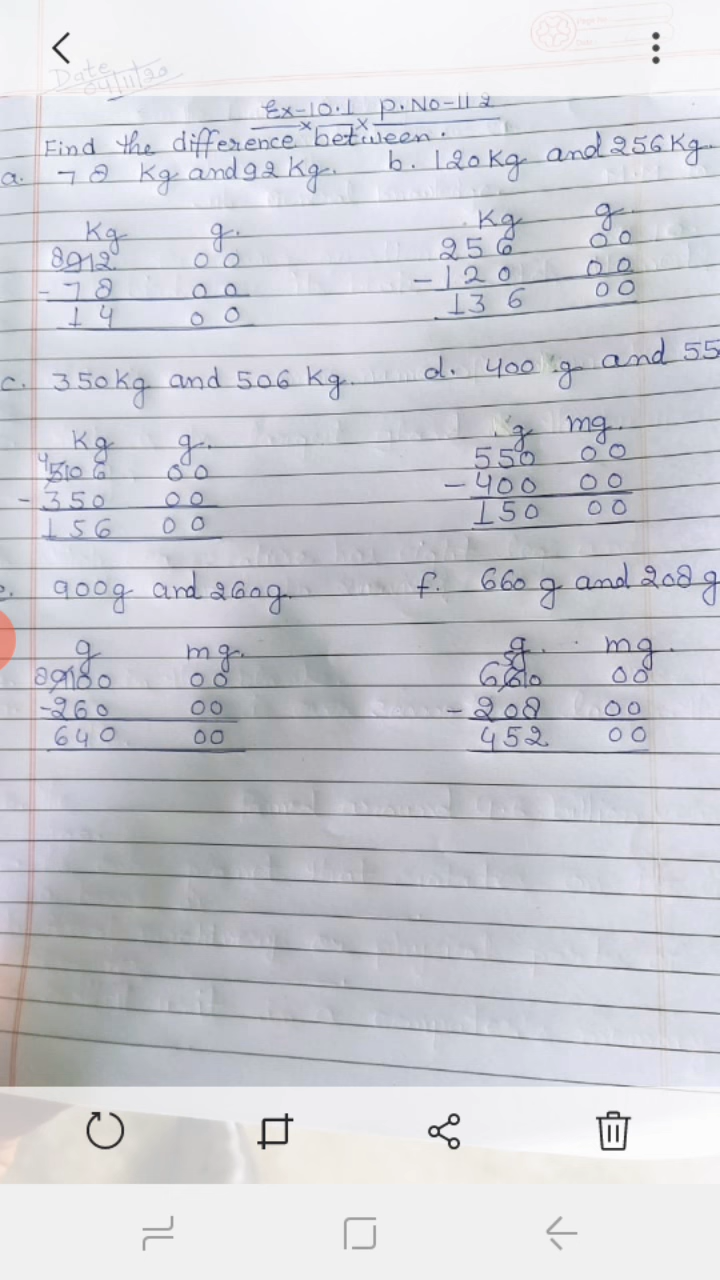 Date
04/11/20
Ex-10.1 P.No-112
Find the difference between.
a. 78 Kg and 92 Kg. b. 120 Kg and 256 Kg.
Kg g. Kg g.
8912 00 256 00
- 78 00 - 120 00
14 00 136 00
c. 350 Kg and 506 Kg. d. 400 g and 55
Kg g. g mg.
4 5106 00 550 00
- 350 00 - 400 00
156 00 150 00
e. 900g and 260g. f. 660 g and 208 g
g mg. g. mg.
89100 00 6610 00
-260 00 - 208 00
640 00 452 00